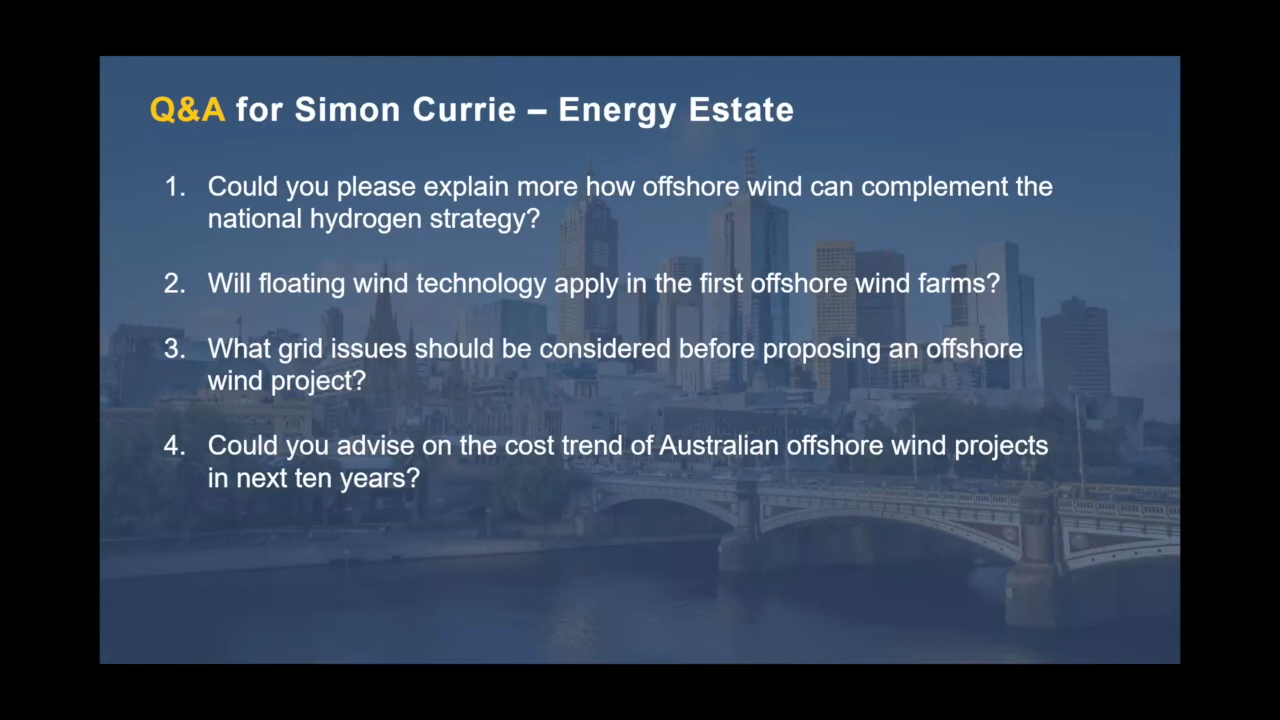 Q&A for Simon Currie – Energy Estate
1. Could you please explain more how offshore wind can complement the
national hydrogen strategy?
2. Will floating wind technology apply in the first offshore wind farms?
3. What grid issues should be considered before proposing an offshore
wind project?
4. Could you advise on the cost trend of Australian offshore wind projects
in next ten years?